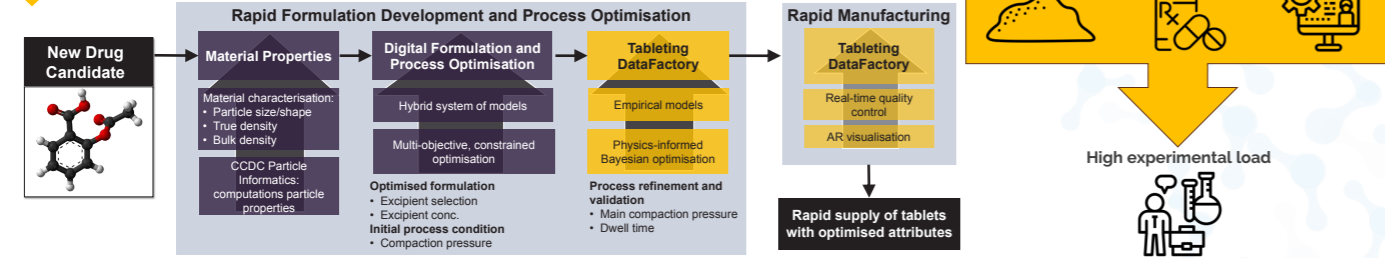 Rapid Formulation Development and Process Optimisation
New Drug
Candidate
Material Properties
Material characterisation:
• Particle size/shape
• True density
• Bulk density
CCDC Particle
Informatics:
computations particle
properties
Digital Formulation and
Process Optimisation
Hybrid system of models
Multi-objective, constrained
optimisation
Optimised formulation
• Excipient selection
• Excipient conc.
Initial process condition
• Compaction pressure
Tableting
DataFactory
Empirical models
Physics-informed
Bayesian optimisation
Process refinement and
validation
• Main compaction pressure
• Dwell time
Rapid Manufacturing
Tableting
DataFactory
Real-time quality
control
AR visualisation
Rapid supply of tablets
with optimised attributes
Rx
High experimental load